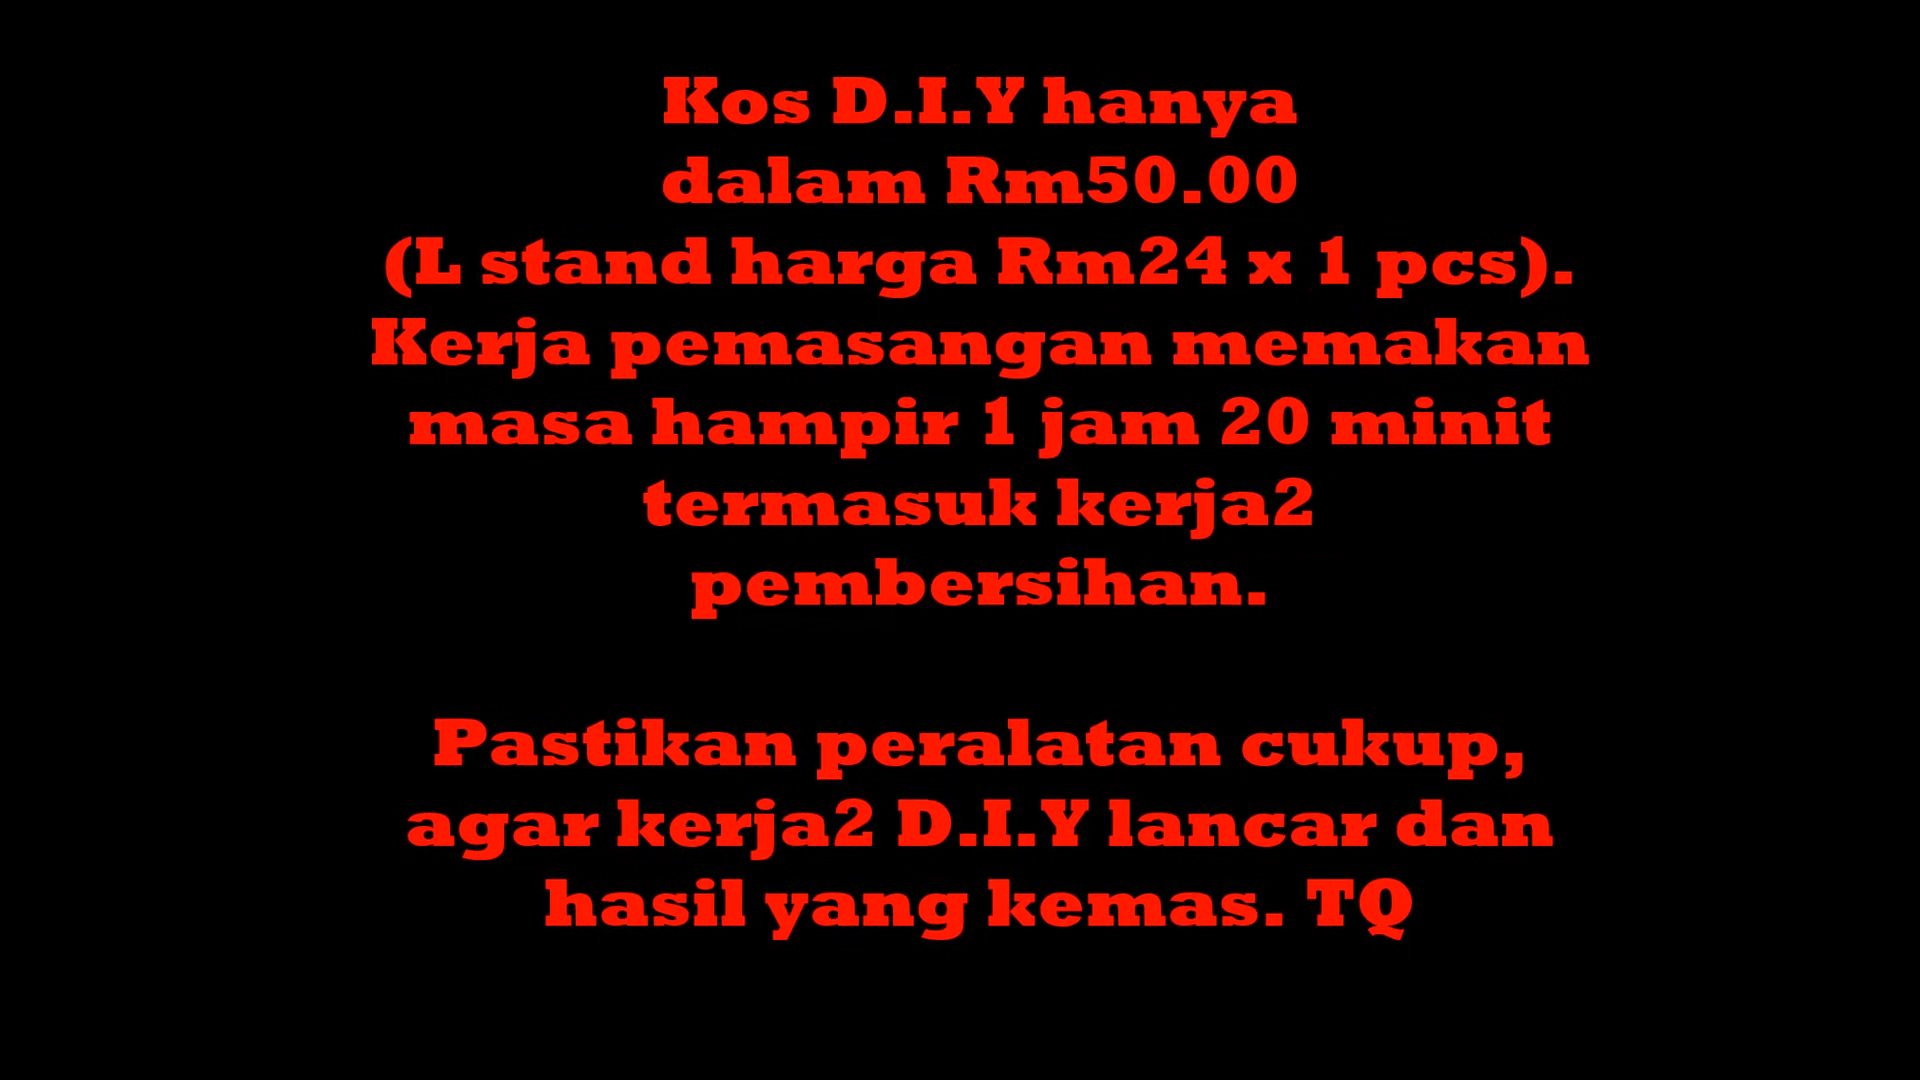 Kos D.I.Y hanya
dalam Rm50.00
(L stand harga Rm24 x 1 pcs).
Kerja pemasangan memakan
masa hampir 1 jam 20 minit
termasuk kerja2
pembersihan.
Pastikan peralatan cukup,
agar kerja2 D.I.Y lancar dan
hasil yang kemas. TQ